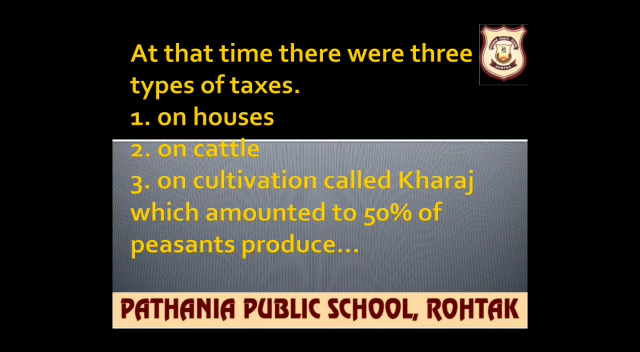 At that time there were three
types of taxes.
1. on houses
2. on cattle
3. on cultivation called Kharaj
which amounted to 50% of
peasants produce...
PATHANIA PUBLIC SCHOOL, ROHTAK